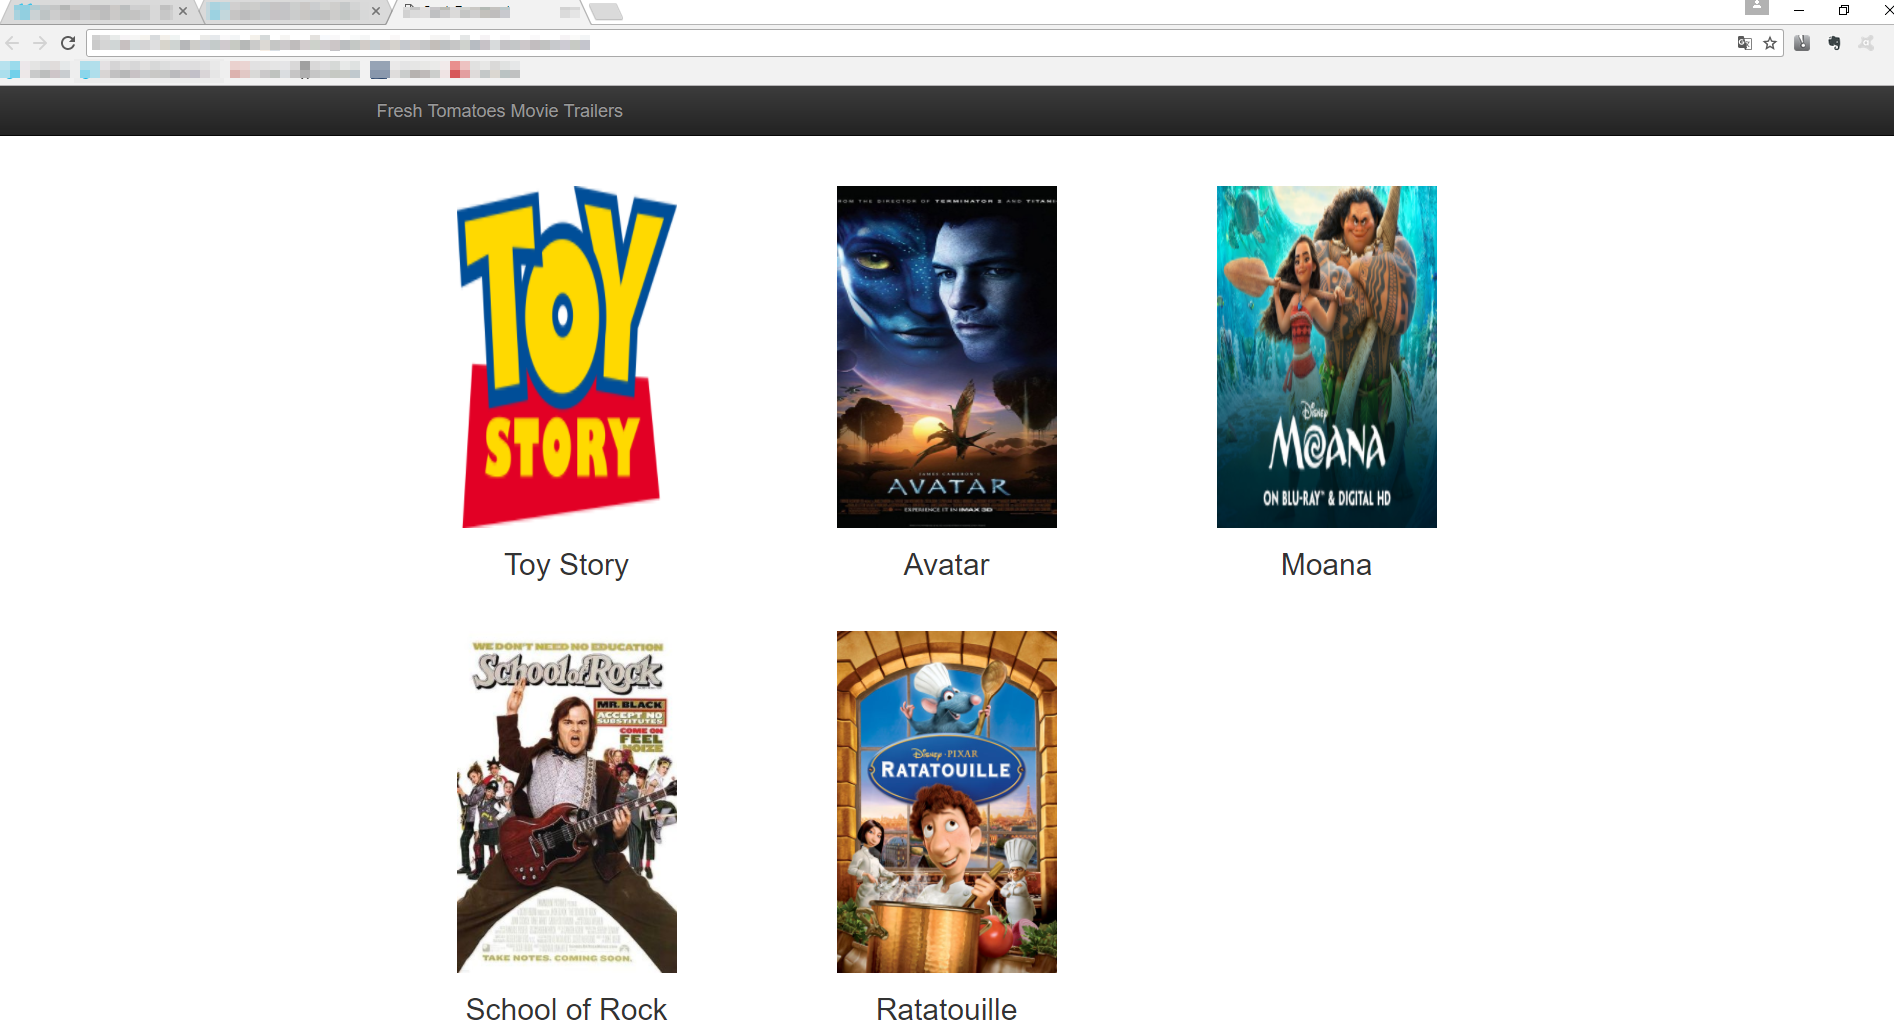 Fresh Tomatoes Movie Trailers
TOY
STORY
FROM THE DIRECTOR OF TERMINATOR 2 AND TITANIC
JAMES CAMERON'S
AVATAR
EXPERIENCE IT IN IMAX 3D
Disney
MOANA
ON BLU-RAY™ & DIGITAL HD
Toy Story
Avatar
Moana
WE DON'T NEED NO EDUCATION
School of Rock
MR. BLACK
ACCEPT NO
SUBSTITUTES
COME ON
FEEL
NOIZE
TAKE NOTES. COMING SOON.
Disney · PIXAR
RATATOUILLE
School of Rock
Ratatouille